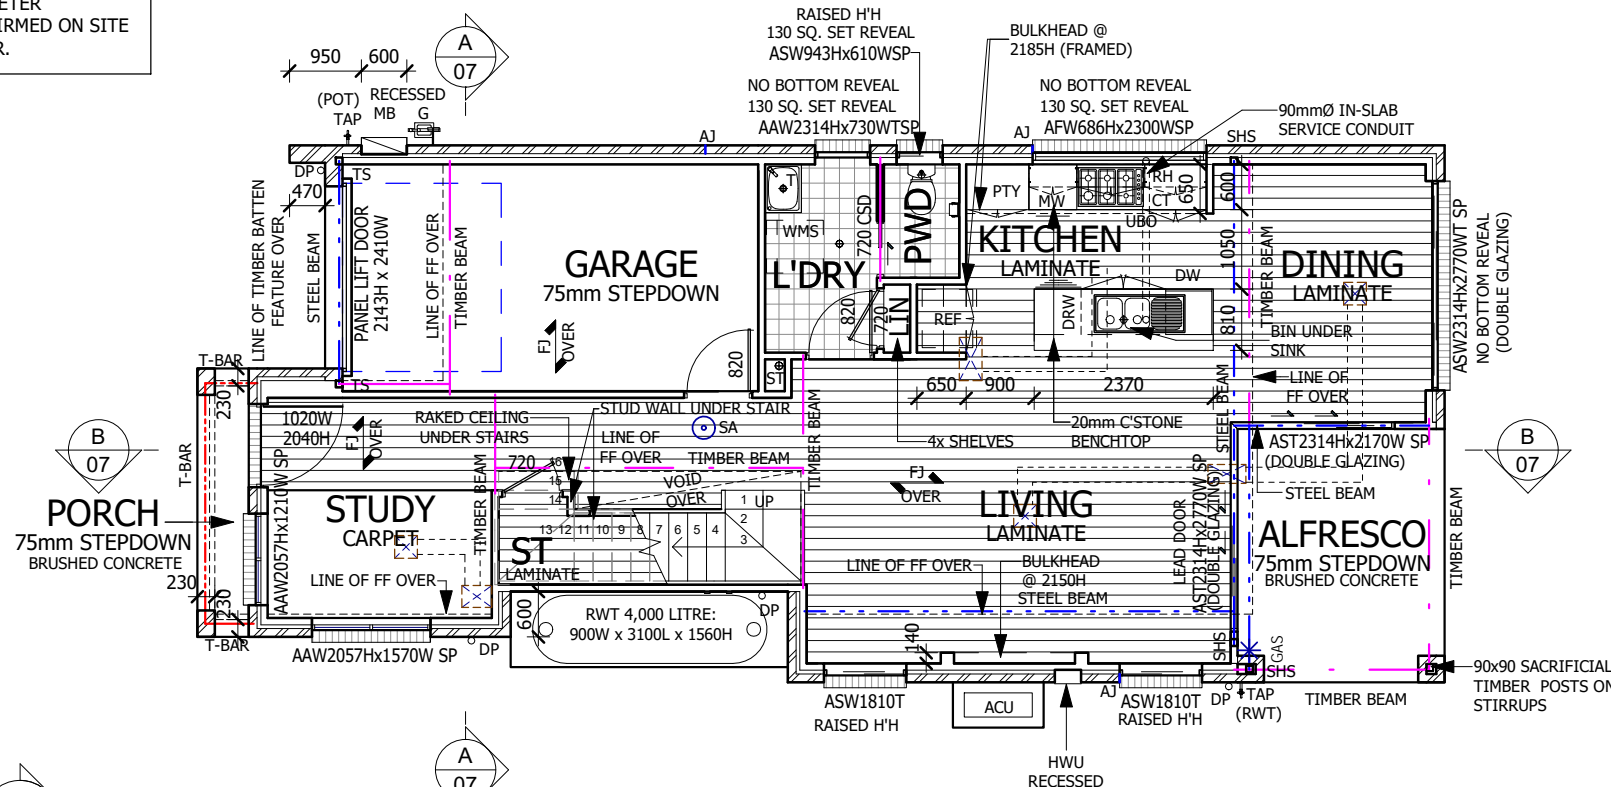 ETER
IRMED ON SITE
R.
950
600
A
07
(POT)
TAP
RECESSED
MB
G
RAISED H'H
130 SQ. SET REVEAL
ASW943Hx610WSP
NO BOTTOM REVEAL
130 SQ. SET REVEAL
AAW2314Hx730WTSP
BULKHEAD @
2185H (FRAMED)
NO BOTTOM REVEAL
130 SQ. SET REVEAL
AFW686Hx2300WSP
90mmØ IN-SLAB
SERVICE CONDUIT
AJ
AJ
SHS
DP
TS
470
LINE OF TIMBER BATTEN
FEATURE OVER
STEEL BEAM
PANEL LIFT DOOR
2143H x 2410W
LINE OF FF OVER
TIMBER BEAM
GARAGE
75mm STEPDOWN
FJ
OVER
TS
820
T
WMS
L'DRY
720 CSD
820
720
LIN
ST
PWD
PTY
MW
RH
CT
UBO
650
600
KITCHEN
LAMINATE
REF
DRW
DW
1050
810
TIMBER BEAM
DINING
LAMINATE
BIN UNDER
SINK
LINE OF
FF OVER
ASW2314Hx2770WT SP
NO BOTTOM REVEAL
(DOUBLE GLAZING)
650
900
2370
20mm C'STONE
BENCHTOP
4x SHELVES
STEEL BEAM
T-BAR
230
T-BAR
B
07
1020W
2040H
FJ
OVER
RAKED CEILING
UNDER STAIRS
STUD WALL UNDER STAIR
SA
LINE OF
FF OVER
TIMBER BEAM
TIMBER BEAM
720
16
15
14
VOID
OVER
UP
1
2
3
13
12
11
10
9
8
7
6
5
4
ST
LAMINATE
TIMBER BEAM
STUDY
CARPET
LINE OF FF OVER
AAW2057Hx1210W SP
PORCH
75mm STEPDOWN
BRUSHED CONCRETE
230
230
T-BAR
AAW2057Hx1570W SP
DP
600
RWT 4,000 LITRE:
900W x 3100L x 1560H
DP
FJ
OVER
LIVING
LAMINATE
LINE OF FF OVER
BULKHEAD
@ 2150H
STEEL BEAM
140
LEAD DOOR
AST2314Hx2770W SP
(DOUBLE GLAZING)
AST2314Hx2170W SP
(DOUBLE GLAZING)
STEEL BEAM
B
07
ALFRESCO
75mm STEPDOWN
BRUSHED CONCRETE
TIMBER BEAM
SHS
GAS
SHS
AJ
DP
TAP
(RWT)
TIMBER BEAM
90x90 SACRIFICIAL
TIMBER POSTS ON
STIRRUPS
ASW1810T
RAISED H'H
ACU
ASW1810T
RAISED H'H
HWU
RECESSED
A
07